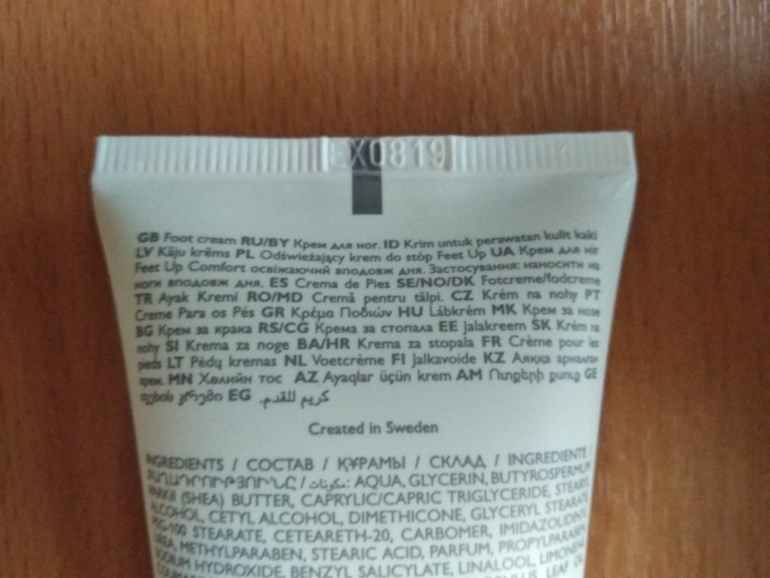 EX0819
GB Foot cream RU/BY Крем для ног. ID Krim untuk perawatan kulit kaki
LV Kāju krēms PL Odświeżający krem do stóp Feet Up UA Крем для ніг
Feet Up Comfort освіжаючий впродовж дня. Застосування: наносити на
ноги впродовж дня. ES Crema de Pies SE/NO/DK Fotcreme/fodcreme
TR Ayak Kremi RO/MD Cremă pentru tălpi. CZ Krém na nohy PT
Creme Para os Pés GR Κρέμα Ποδιών HU Lábkrém MK Крем за нозе
BG Крем за крака RS/CG Крема за стопала EE Jalakreem SK Krém na
nohy SI Krema za noge BA/HR Krema za stopala FR Crème pour les
pieds LT Pėdų kremas NL Voetcrème FI Jalkavoide KZ Аяққа арналған
крем. MN Хөлийн тос AZ Ayaqlar üçün krem AM Ոտքերի քսուք GE
ფეხის კრემი EG كريم للقدم.
Created in Sweden
INGREDIENTS / СОСТАВ / ҚҰРАМЫ / СКЛАД / INGREDIENTE /
ԲԱՂԱԴՐՈՒԹՅՈՒՆԸ / مكونات: AQUA, GLYCERIN, BUTYROSPERMUM
PARKII (SHEA) BUTTER, CAPRYLIC/CAPRIC TRIGLYCERIDE, STEARYL
ALCOHOL, CETYL ALCOHOL, DIMETHICONE, GLYCERYL STEARATE,
PEG-100 STEARATE, CETEARETH-20, CARBOMER, IMIDAZOLIDINYL
UREA, METHYLPARABEN, STEARIC ACID, PARFUM, PROPYLPARABEN,
SODIUM HYDROXIDE, BENZYL SALICYLATE, LINALOOL, LIMONENE,
LEAF OIL